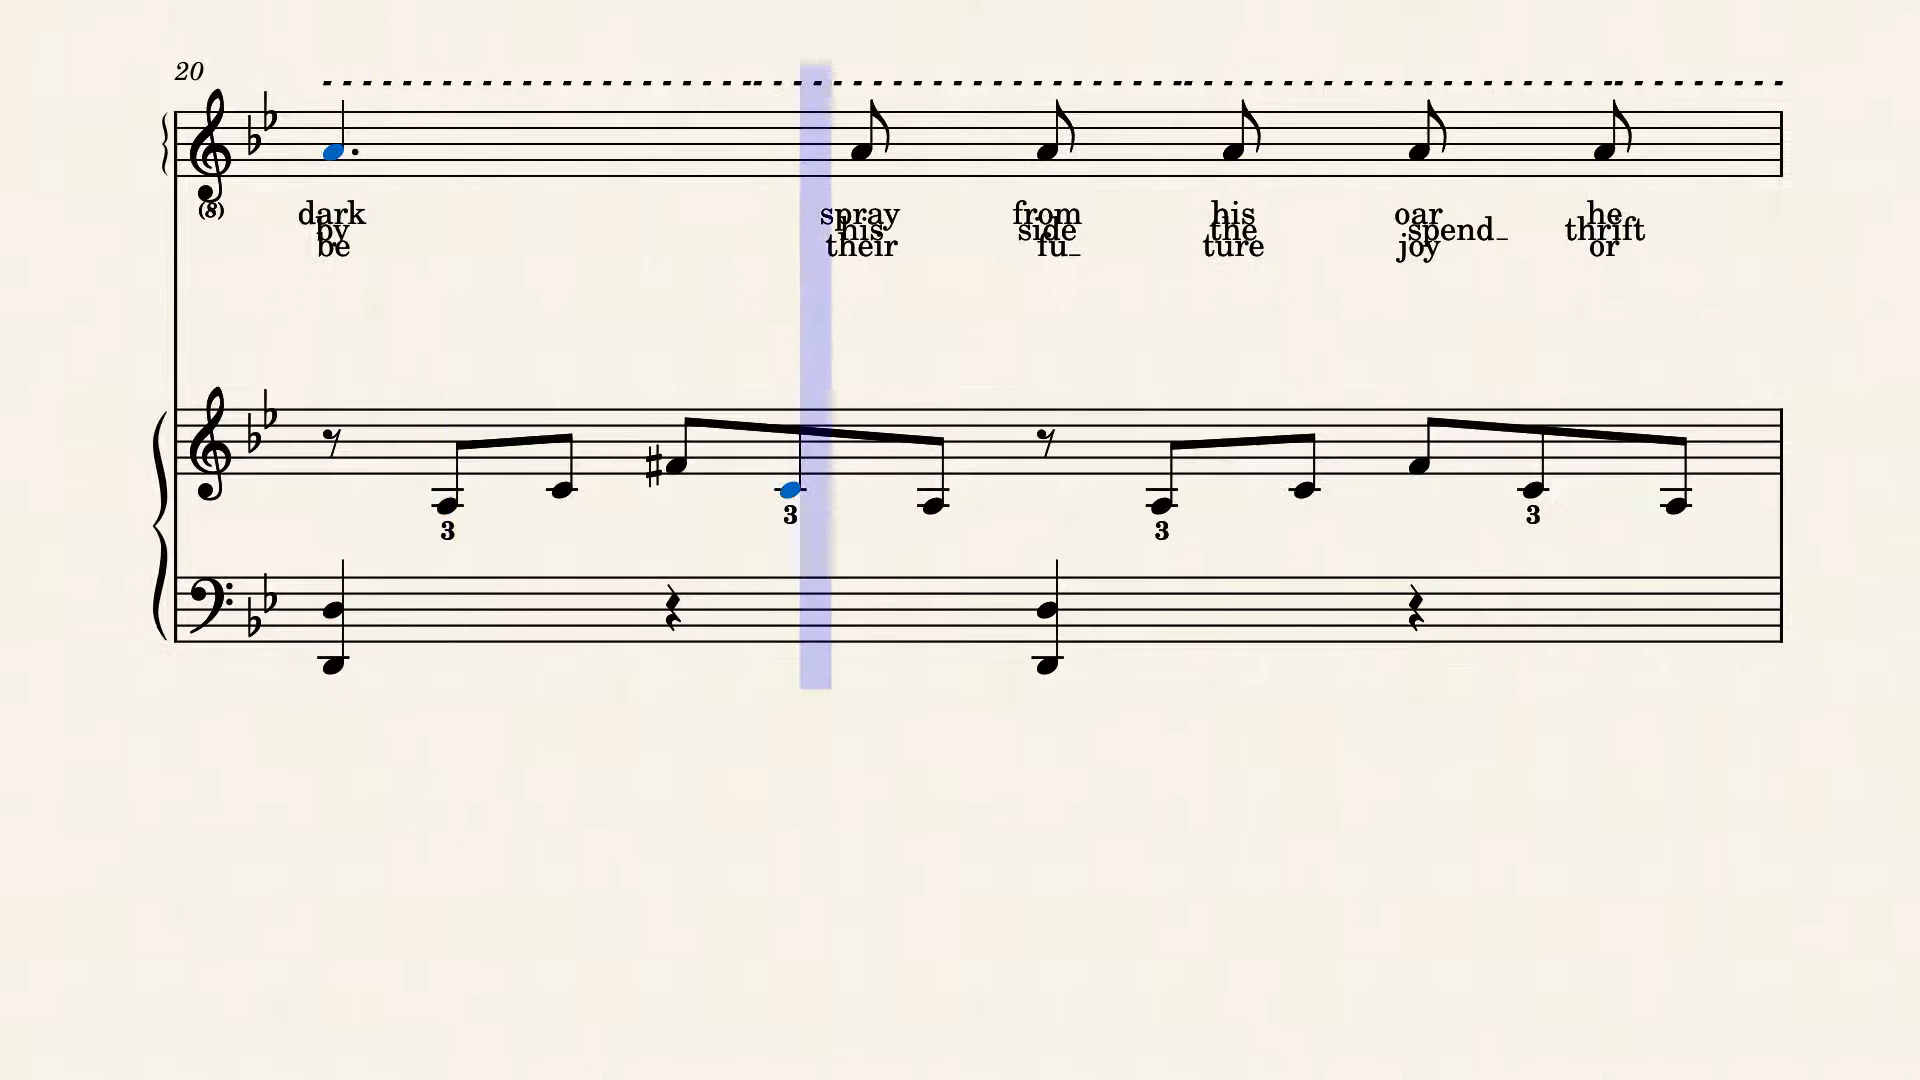 20
(8)
dark spray from his oar he
by his side the spend_ thrift
be their fu_ ture joy or
3 3 3 3